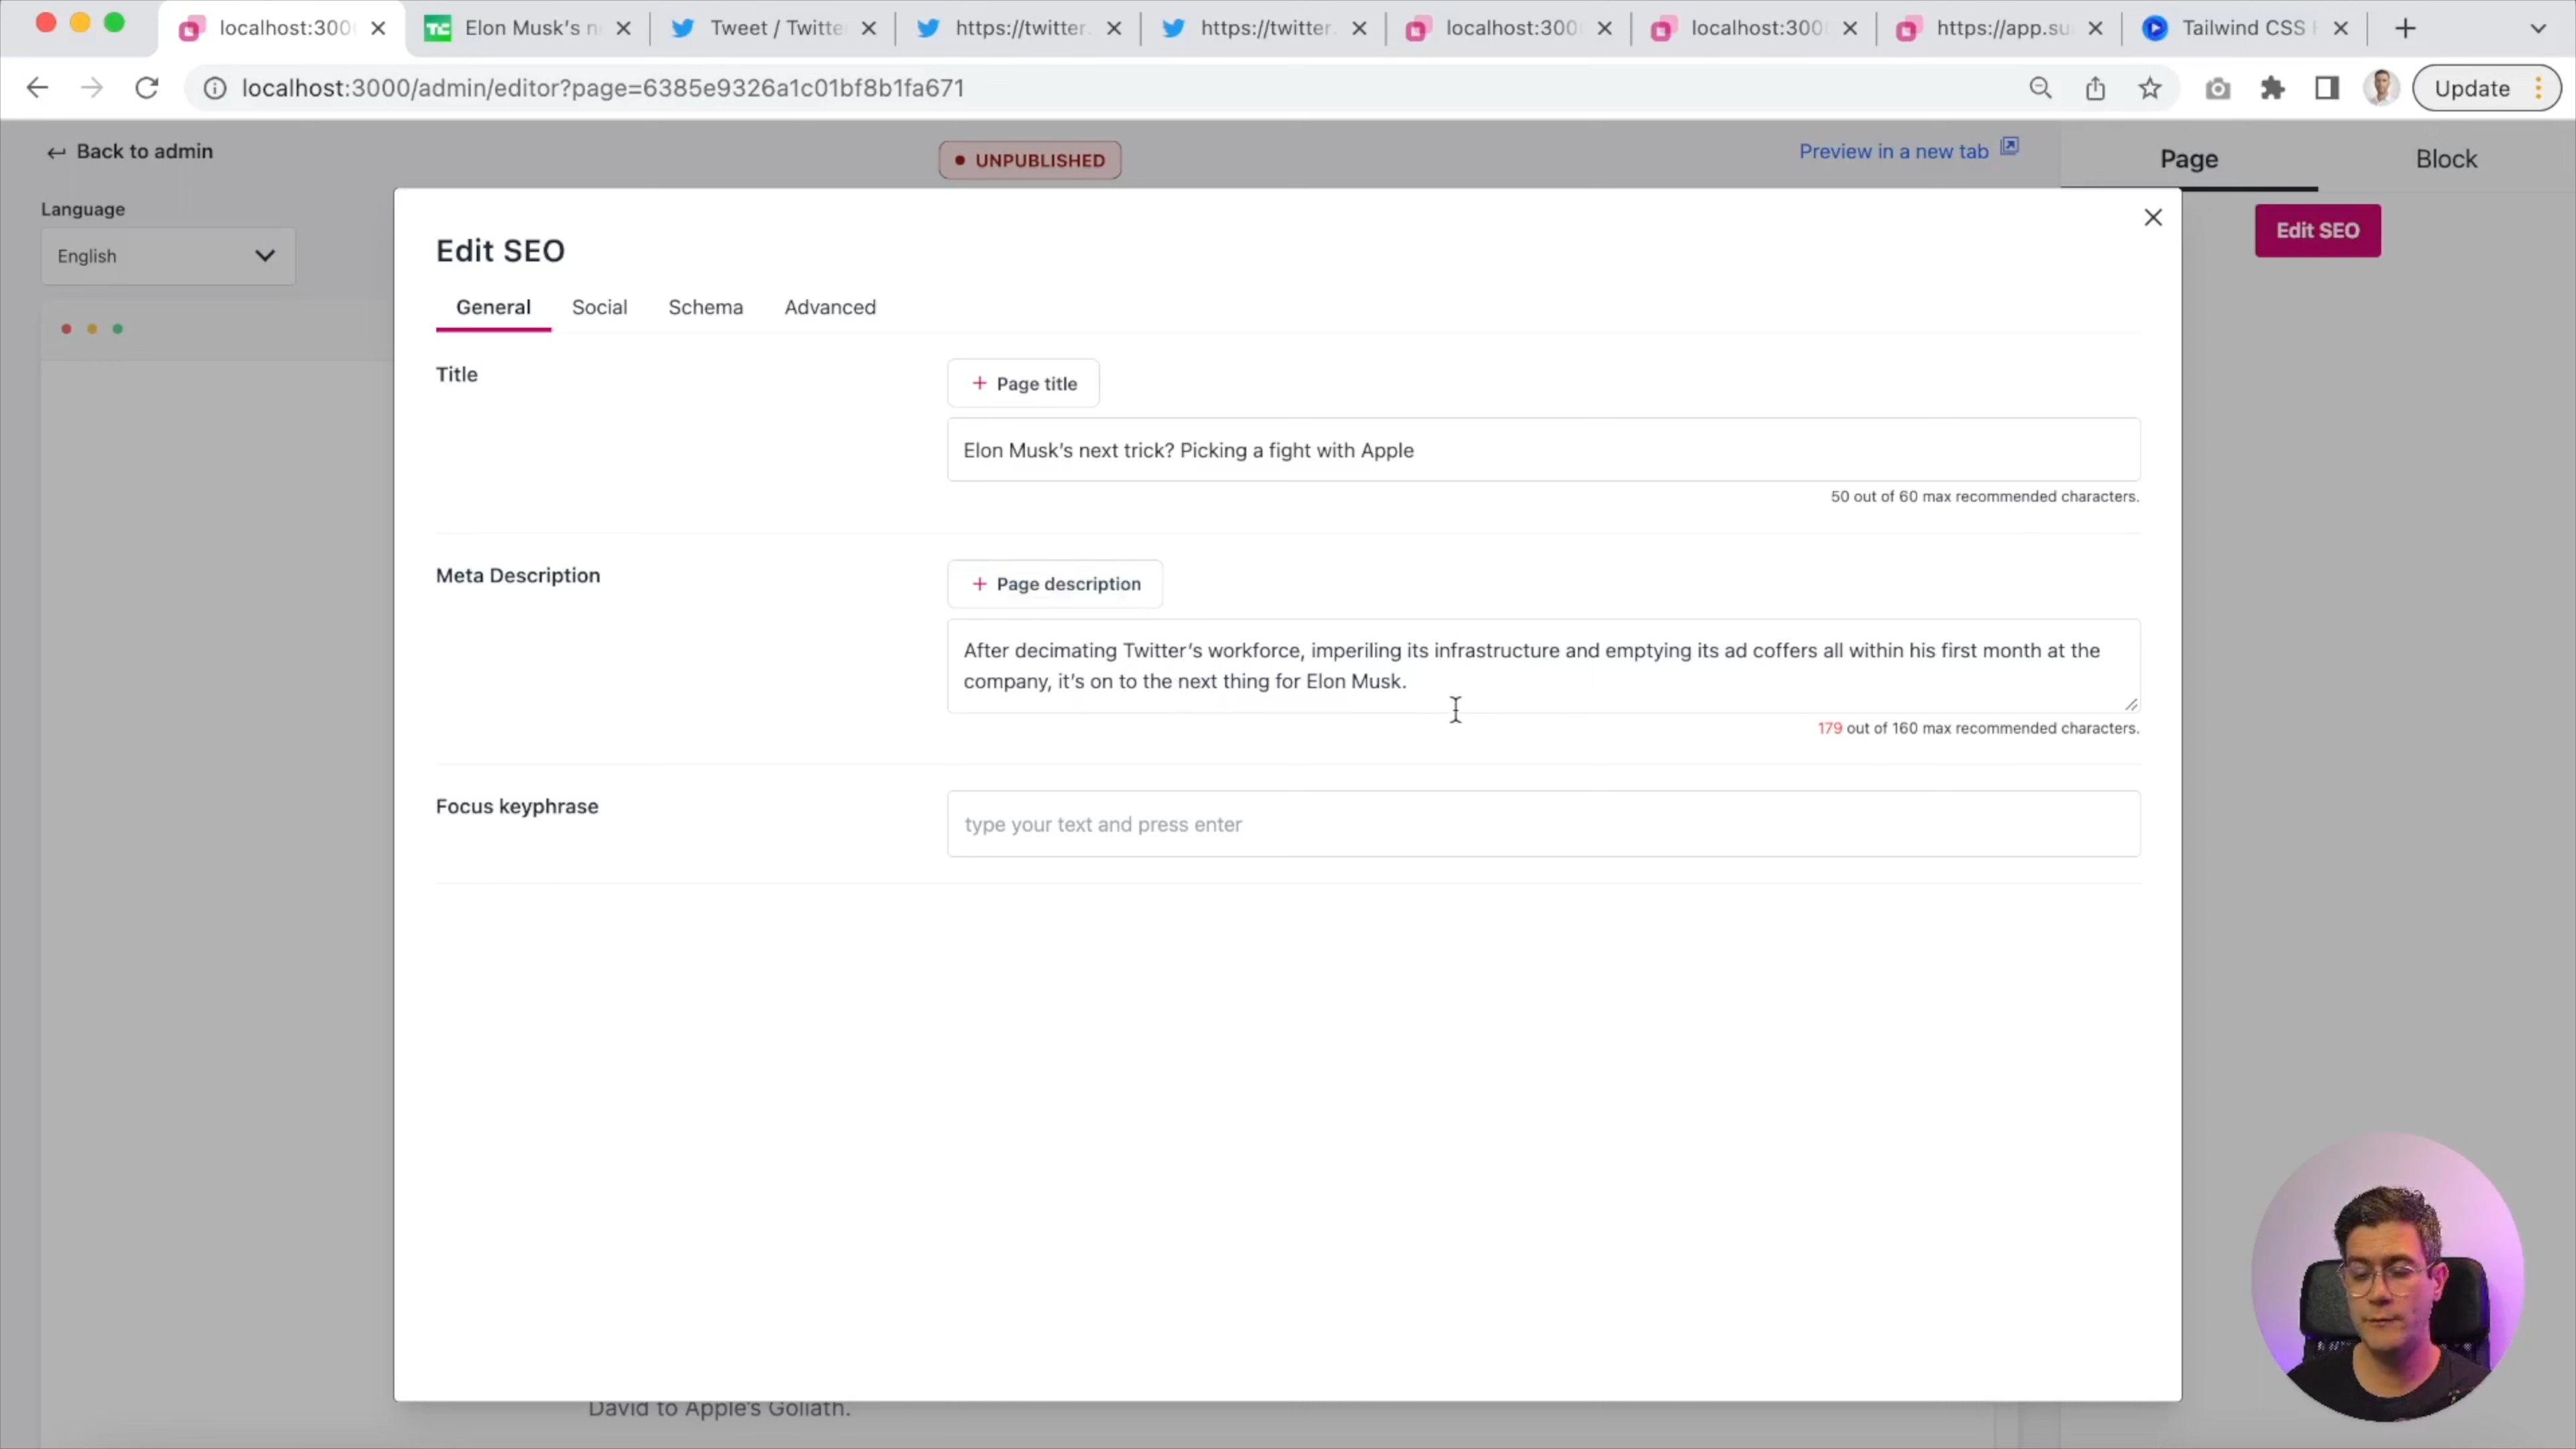 localhost:300
Elon Musk's n
Tweet / Twitte
https://twitter.
https://twitter.
localhost:300
localhost:300
https://app.su
Tailwind CSS
localhost:3000/admin/editor?page=6385e9326a1c01bf8b1fa671
Update
Back to admin
UNPUBLISHED
Preview in a new tab
Page
Block
Language
English
Edit SEO
Edit SEO
General
Social
Schema
Advanced
Title
+ Page title
Elon Musk's next trick? Picking a fight with Apple
50 out of 60 max recommended characters.
Meta Description
+ Page description
After decimating Twitter's workforce, imperiling its infrastructure and emptying its ad coffers all within his first month at the
company, it's on to the next thing for Elon Musk.
179 out of 160 max recommended characters.
Focus keyphrase
type your text and press enter
David to Apple's Goliath.